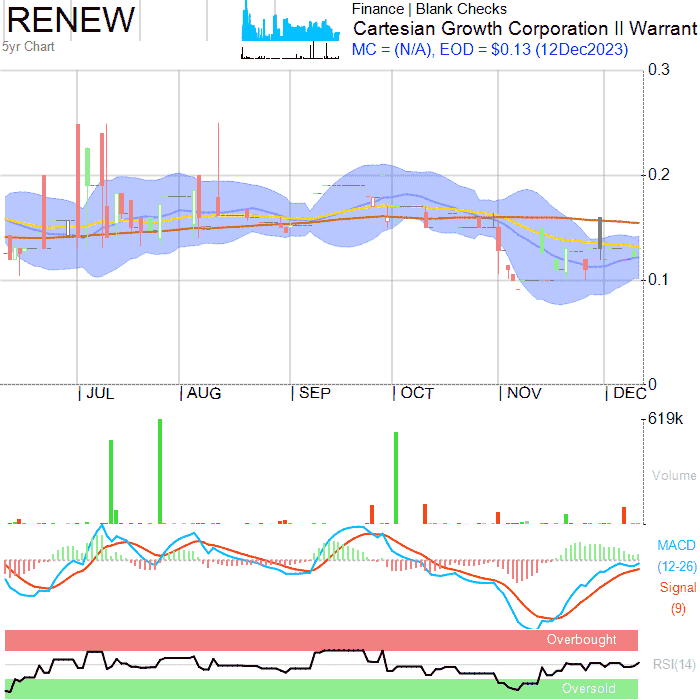 RENEW
5yr Chart
Finance | Blank Checks
Cartesian Growth Corporation II Warrant
MC = (N/A), EOD = $0.13 (12Dec2023)
0.3
0.2
0.1
0
| JUL | AUG | SEP | OCT | NOV | DEC
619k
Volume
MACD
(12-26)
Signal
(9)
Overbought
RSI(14)
Oversold